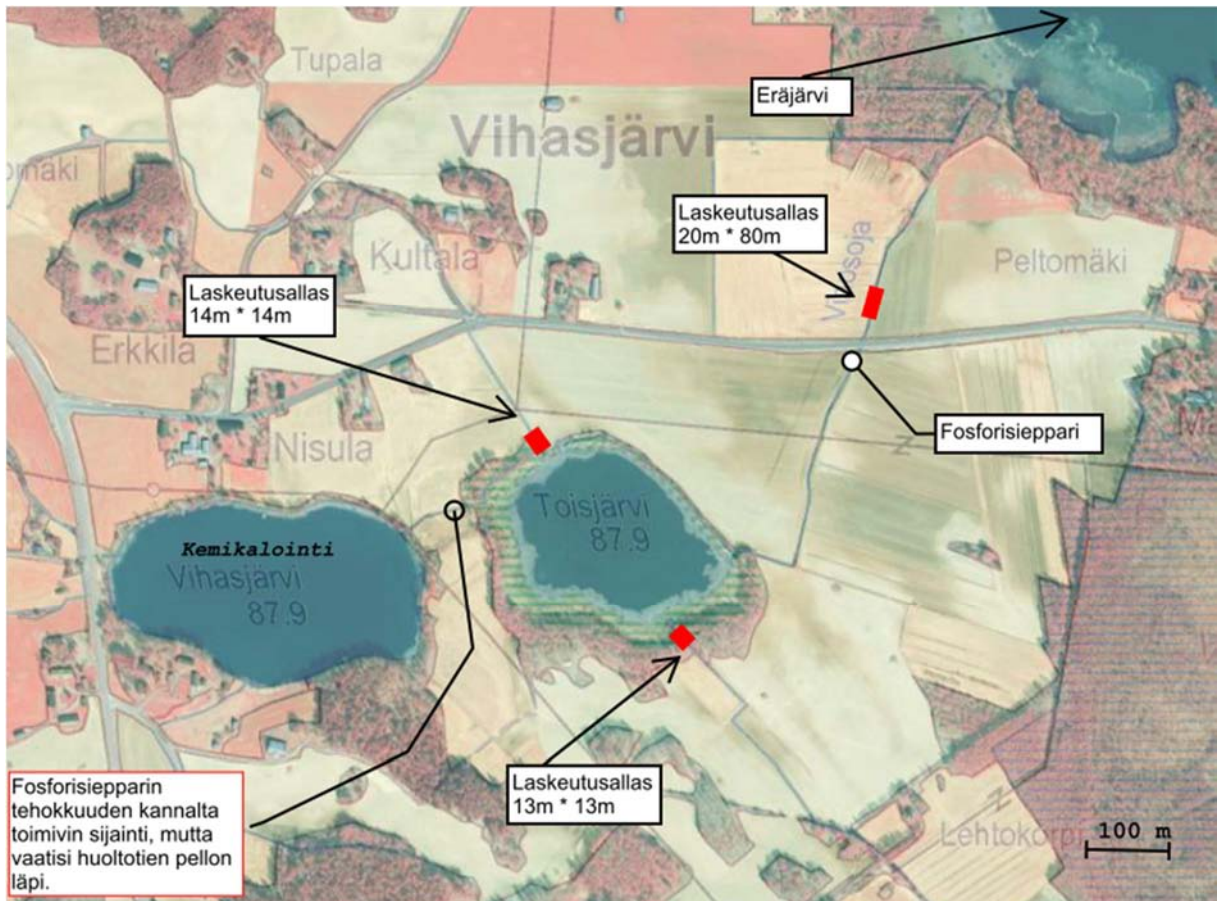 Tupala
Eräjärvi
Vihasjärvi
omäki
Laskeutusallas
20m * 80m
Kultala
Peltomäki
Laskeutusallas
14m * 14m
Erkkilä
Fosforisieppari
Nisula
Toisjärvi
87.9
Kemikalointi
Vihasjärvi
87.9
Fosforisiepparin
tehokkuuden kannalta
toimivin sijainti, mutta
vaatisi huoltotien pellon
läpi.
Laskeutusallas
13m * 13m
Lehtokorpi
100 m